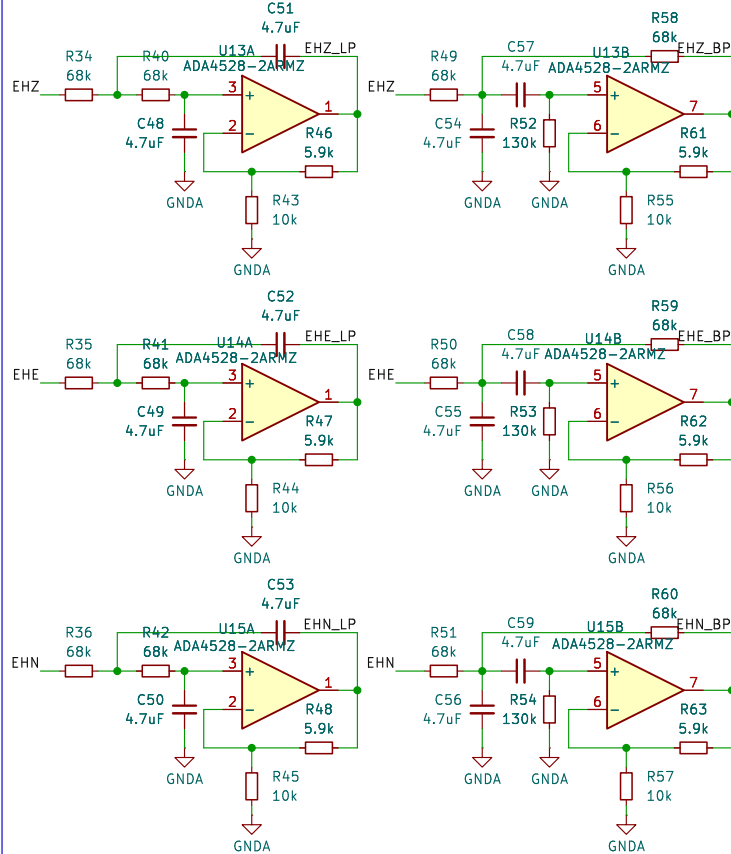 C51
4.7uF
R34
68k
R40
68k
U13A
ADA4528-2ARMZ
EHZ_LP
EHZ
3
+
2
−
1
C48
4.7uF
GNDA
R46
5.9k
R43
10k
GNDA
R58
68k
EHZ_BP
R49
68k
C57
4.7uF
U13B
ADA4528-2ARMZ
EHZ
5
+
6
−
7
C54
4.7uF
R52
130k
GNDA
GNDA
R61
5.9k
R55
10k
GNDA
C52
4.7uF
R35
68k
R41
68k
U14A
ADA4528-2ARMZ
EHE_LP
EHE
3
+
2
−
1
C49
4.7uF
GNDA
R47
5.9k
R44
10k
GNDA
R59
68k
EHE_BP
R50
68k
C58
4.7uF
U14B
ADA4528-2ARMZ
EHE
5
+
6
−
7
C55
4.7uF
R53
130k
GNDA
GNDA
R62
5.9k
R56
10k
GNDA
C53
4.7uF
R36
68k
R42
68k
U15A
ADA4528-2ARMZ
EHN_LP
EHN
3
+
2
−
1
C50
4.7uF
GNDA
R48
5.9k
R45
10k
GNDA
R60
68k
EHN_BP
R51
68k
C59
4.7uF
U15B
ADA4528-2ARMZ
EHN
5
+
6
−
7
C56
4.7uF
R54
130k
GNDA
GNDA
R63
5.9k
R57
10k
GNDA